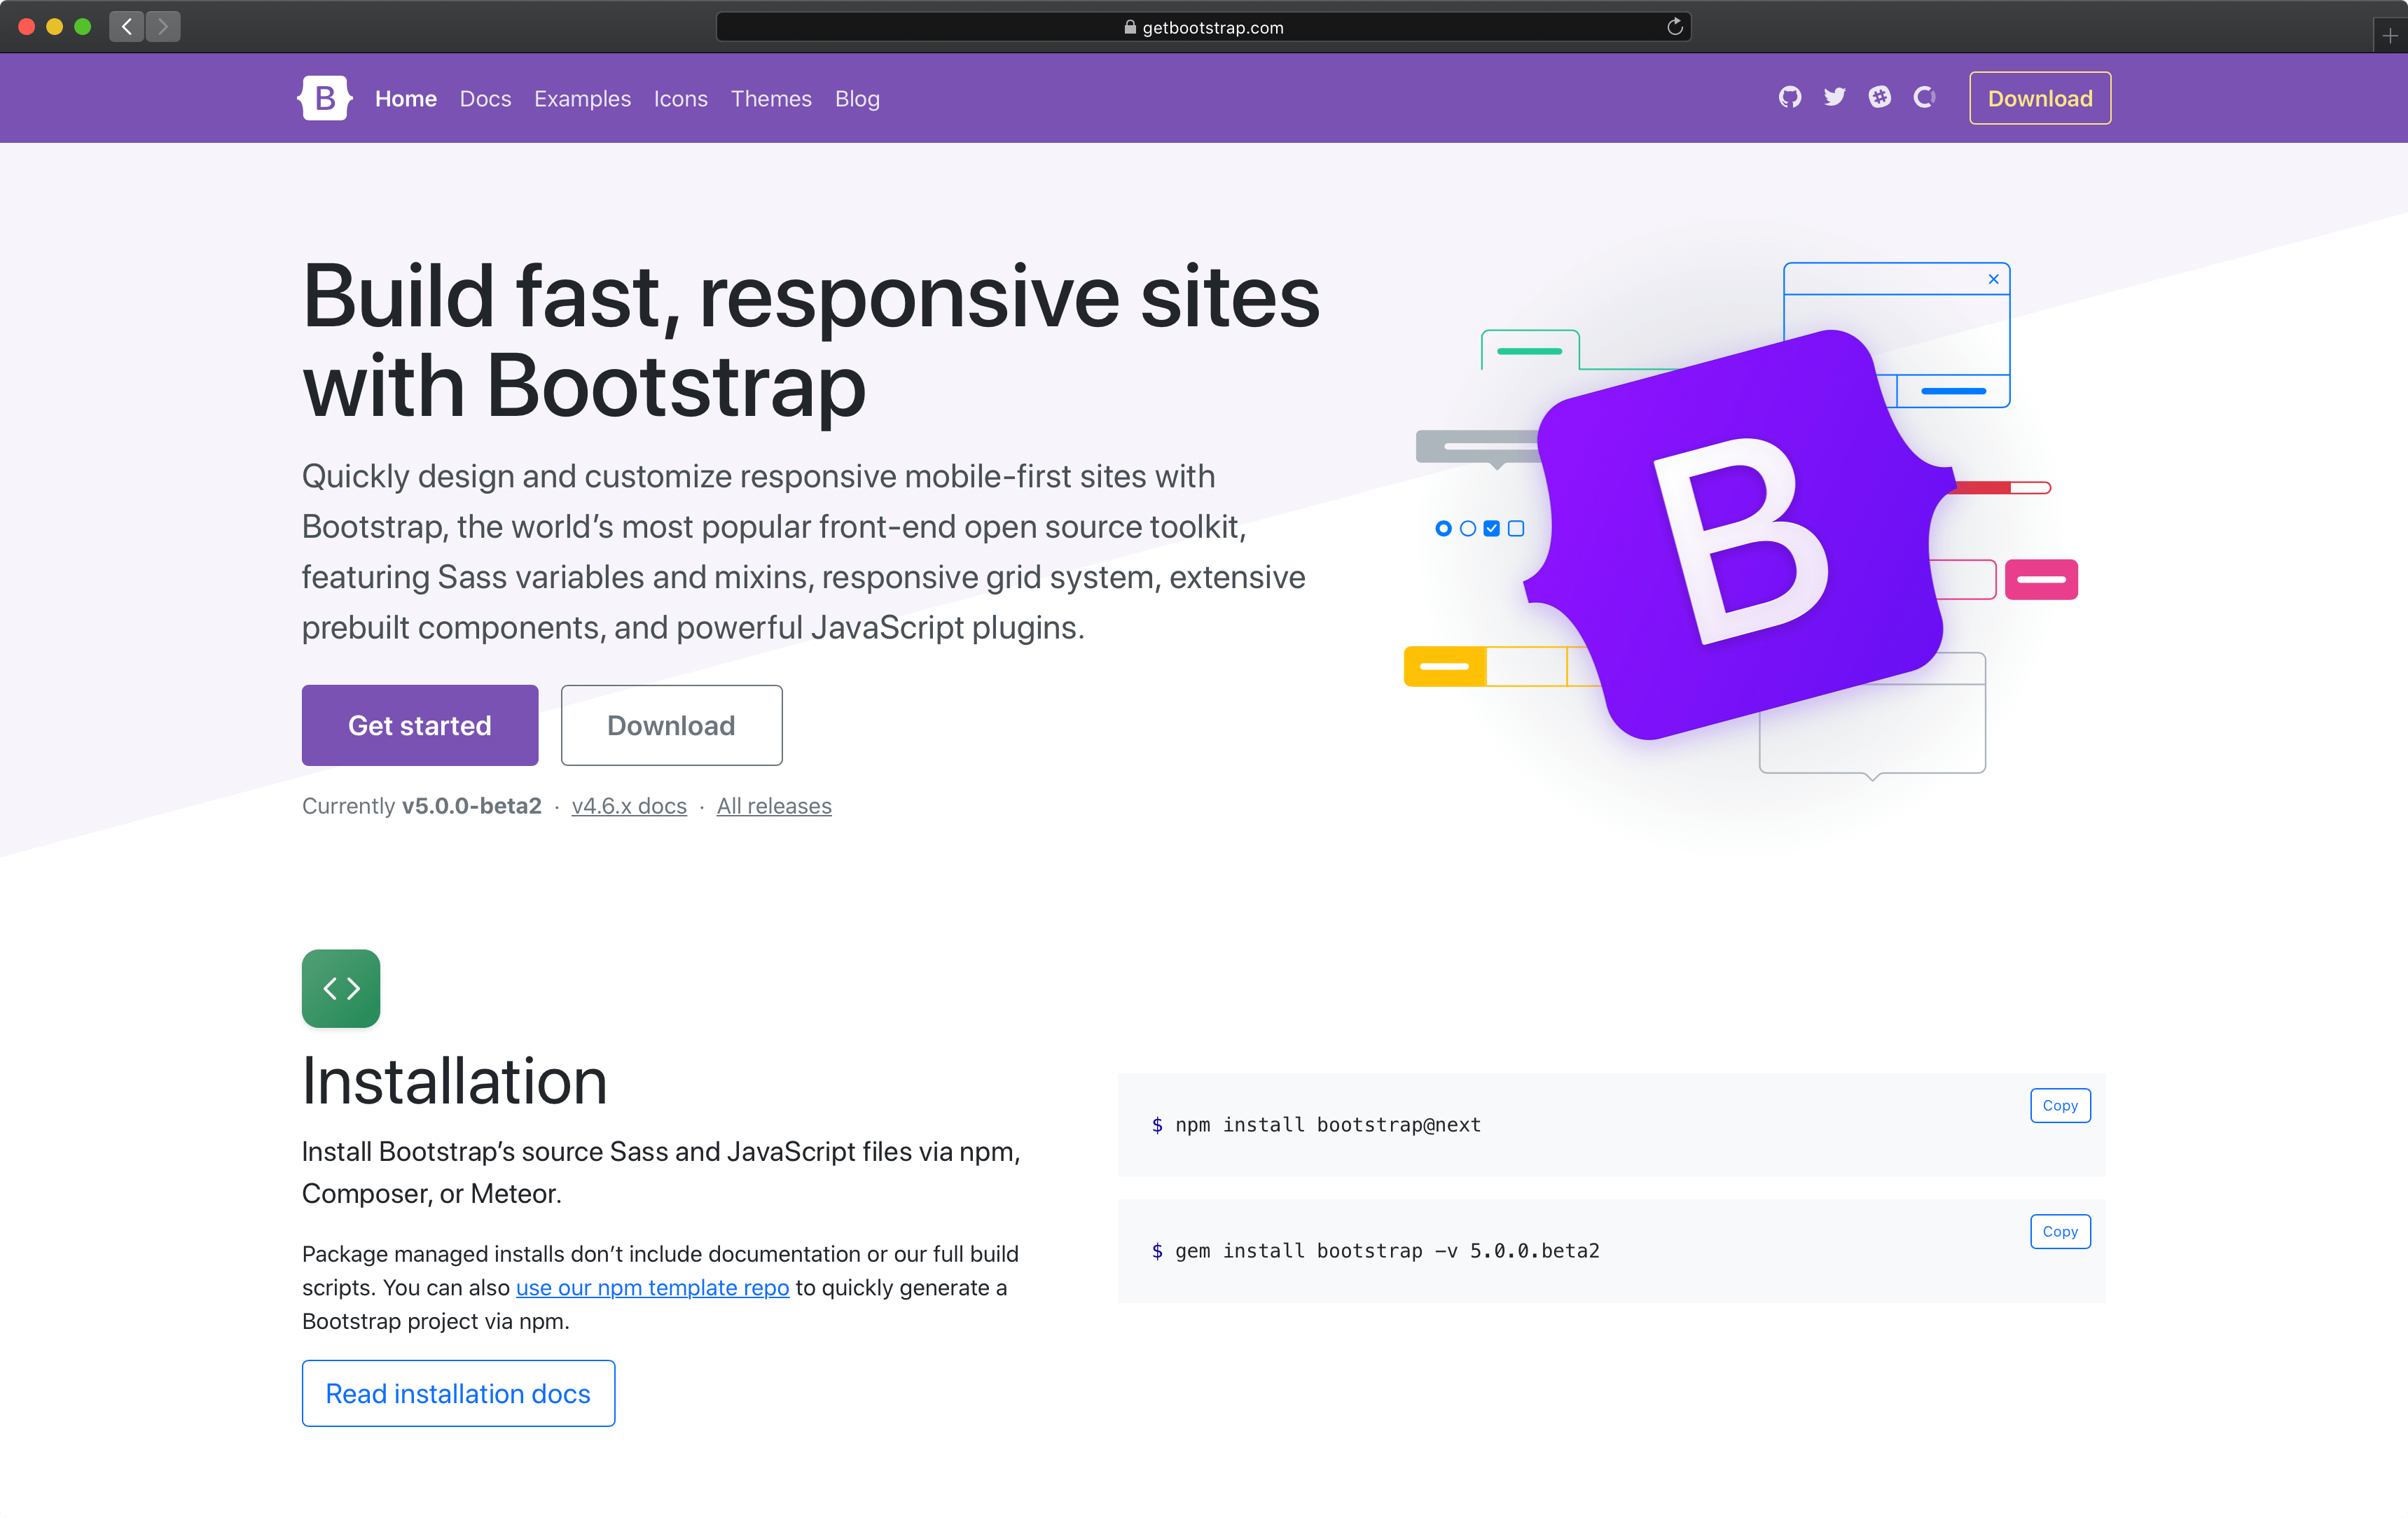 getbootstrap.com
B Home Docs Examples Icons Themes Blog Download
Build fast, responsive sites
with Bootstrap
Quickly design and customize responsive mobile-first sites with
Bootstrap, the world’s most popular front-end open source toolkit,
featuring Sass variables and mixins, responsive grid system, extensive
prebuilt components, and powerful JavaScript plugins.
Get started Download
Currently v5.0.0-beta2 · v4.6.x docs · All releases
B
Installation
Install Bootstrap’s source Sass and JavaScript files via npm,
Composer, or Meteor.
Package managed installs don’t include documentation or our full build
scripts. You can also use our npm template repo to quickly generate a
Bootstrap project via npm.
Read installation docs
$ npm install bootstrap@next
Copy
$ gem install bootstrap -v 5.0.0.beta2
Copy